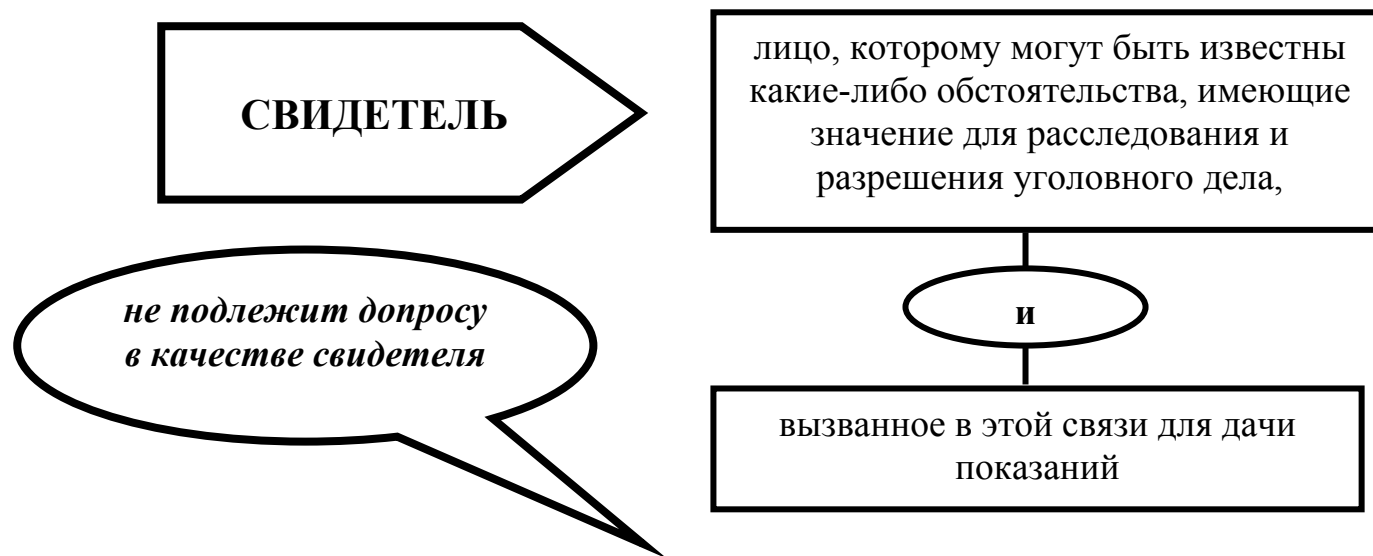 СВИДЕТЕЛЬ
лицо, которому могут быть известны
какие-либо обстоятельства, имеющие
значение для расследования и
разрешения уголовного дела,
и
вызванное в этой связи для дачи
показаний
не подлежит допросу
в качестве свидетеля